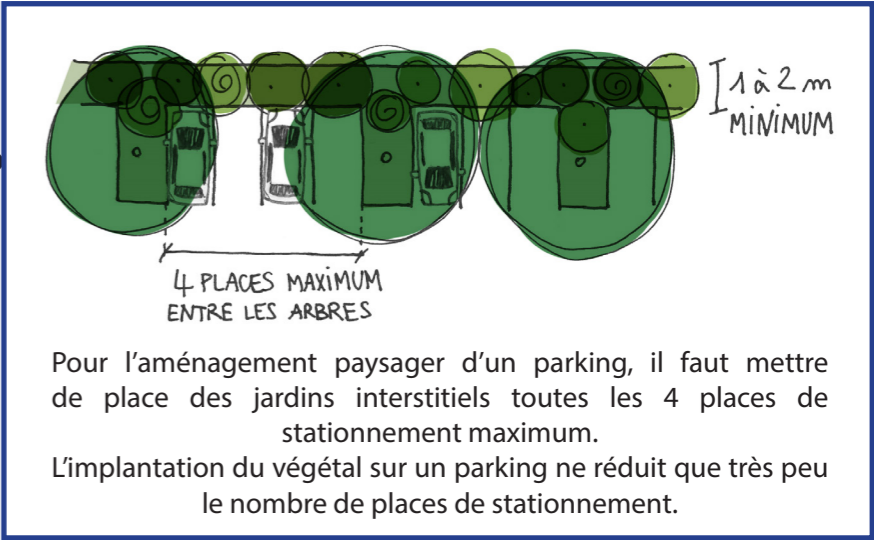 1 à 2 m
MINIMUM
4 PLACES MAXIMUM
ENTRE LES ARBRES
Pour l’aménagement paysager d’un parking, il faut mettre
de place des jardins interstitiels toutes les 4 places de
stationnement maximum.
L’implantation du végétal sur un parking ne réduit que très peu
le nombre de places de stationnement.